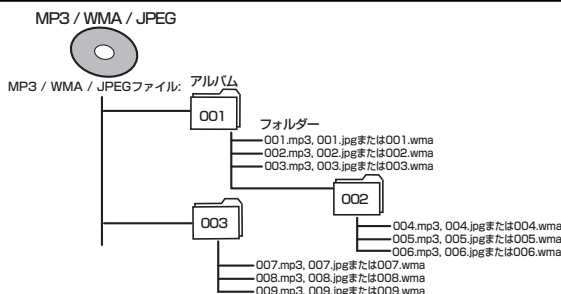 MP3 / WMA / JPEG
MP3 / WMA / JPEGファイル:
アルバム
001
フォルダー
001.mp3, 001.jpgまたは001.wma
002.mp3, 002.jpgまたは002.wma
003.mp3, 003.jpgまたは003.wma
002
004.mp3, 004.jpgまたは004.wma
005.mp3, 005.jpgまたは005.wma
006.mp3, 006.jpgまたは006.wma
003
007.mp3, 007.jpgまたは007.wma
008.mp3, 008.jpgまたは008.wma
009.mp3, 009.jpgまたは009.wma